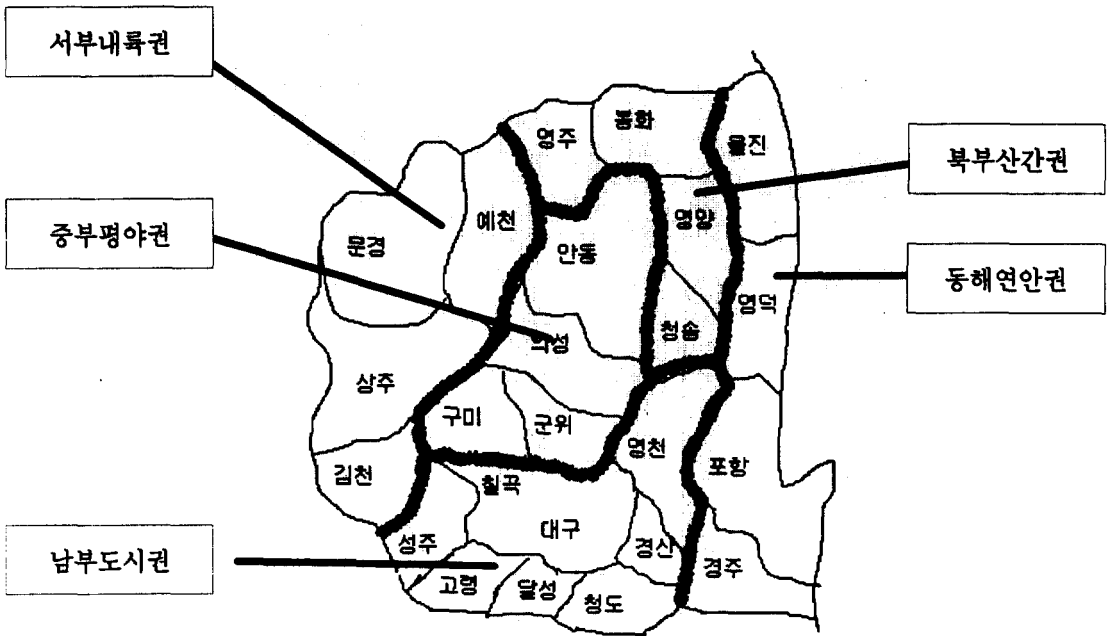 서부내륙권
중부평야권
남부도시권
북부산간권
동해연안권
봉화
영주
울진
예천
영양
문경
안동
영덕
청송
의성
상주
구미
군위
영천
포항
김천
칠곡
대구
성주
경산
경주
고령
달성
청도